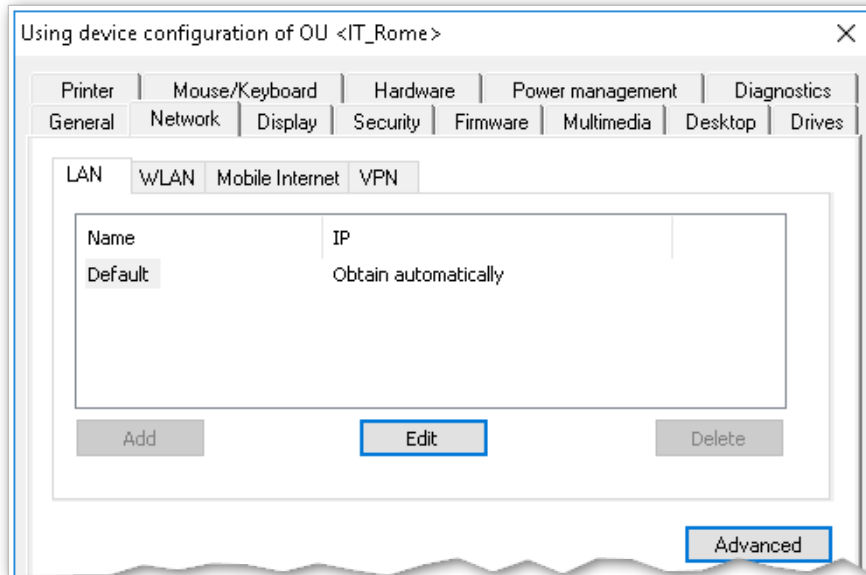 Using device configuration of OU <IT_Rome>
Printer Mouse/Keyboard Hardware Power management Diagnostics
General Network Display Security Firmware Multimedia Desktop Drives
LAN WLAN Mobile Internet VPN
Name IP
Default Obtain automatically
Add Edit Delete
Advanced